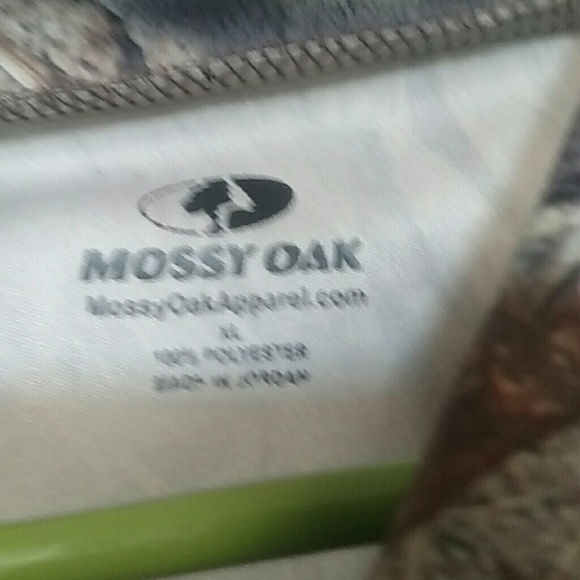 MOSSY OAK
MossyOakApparel.com
XL
100% POLYESTER
MADE IN JORDAN